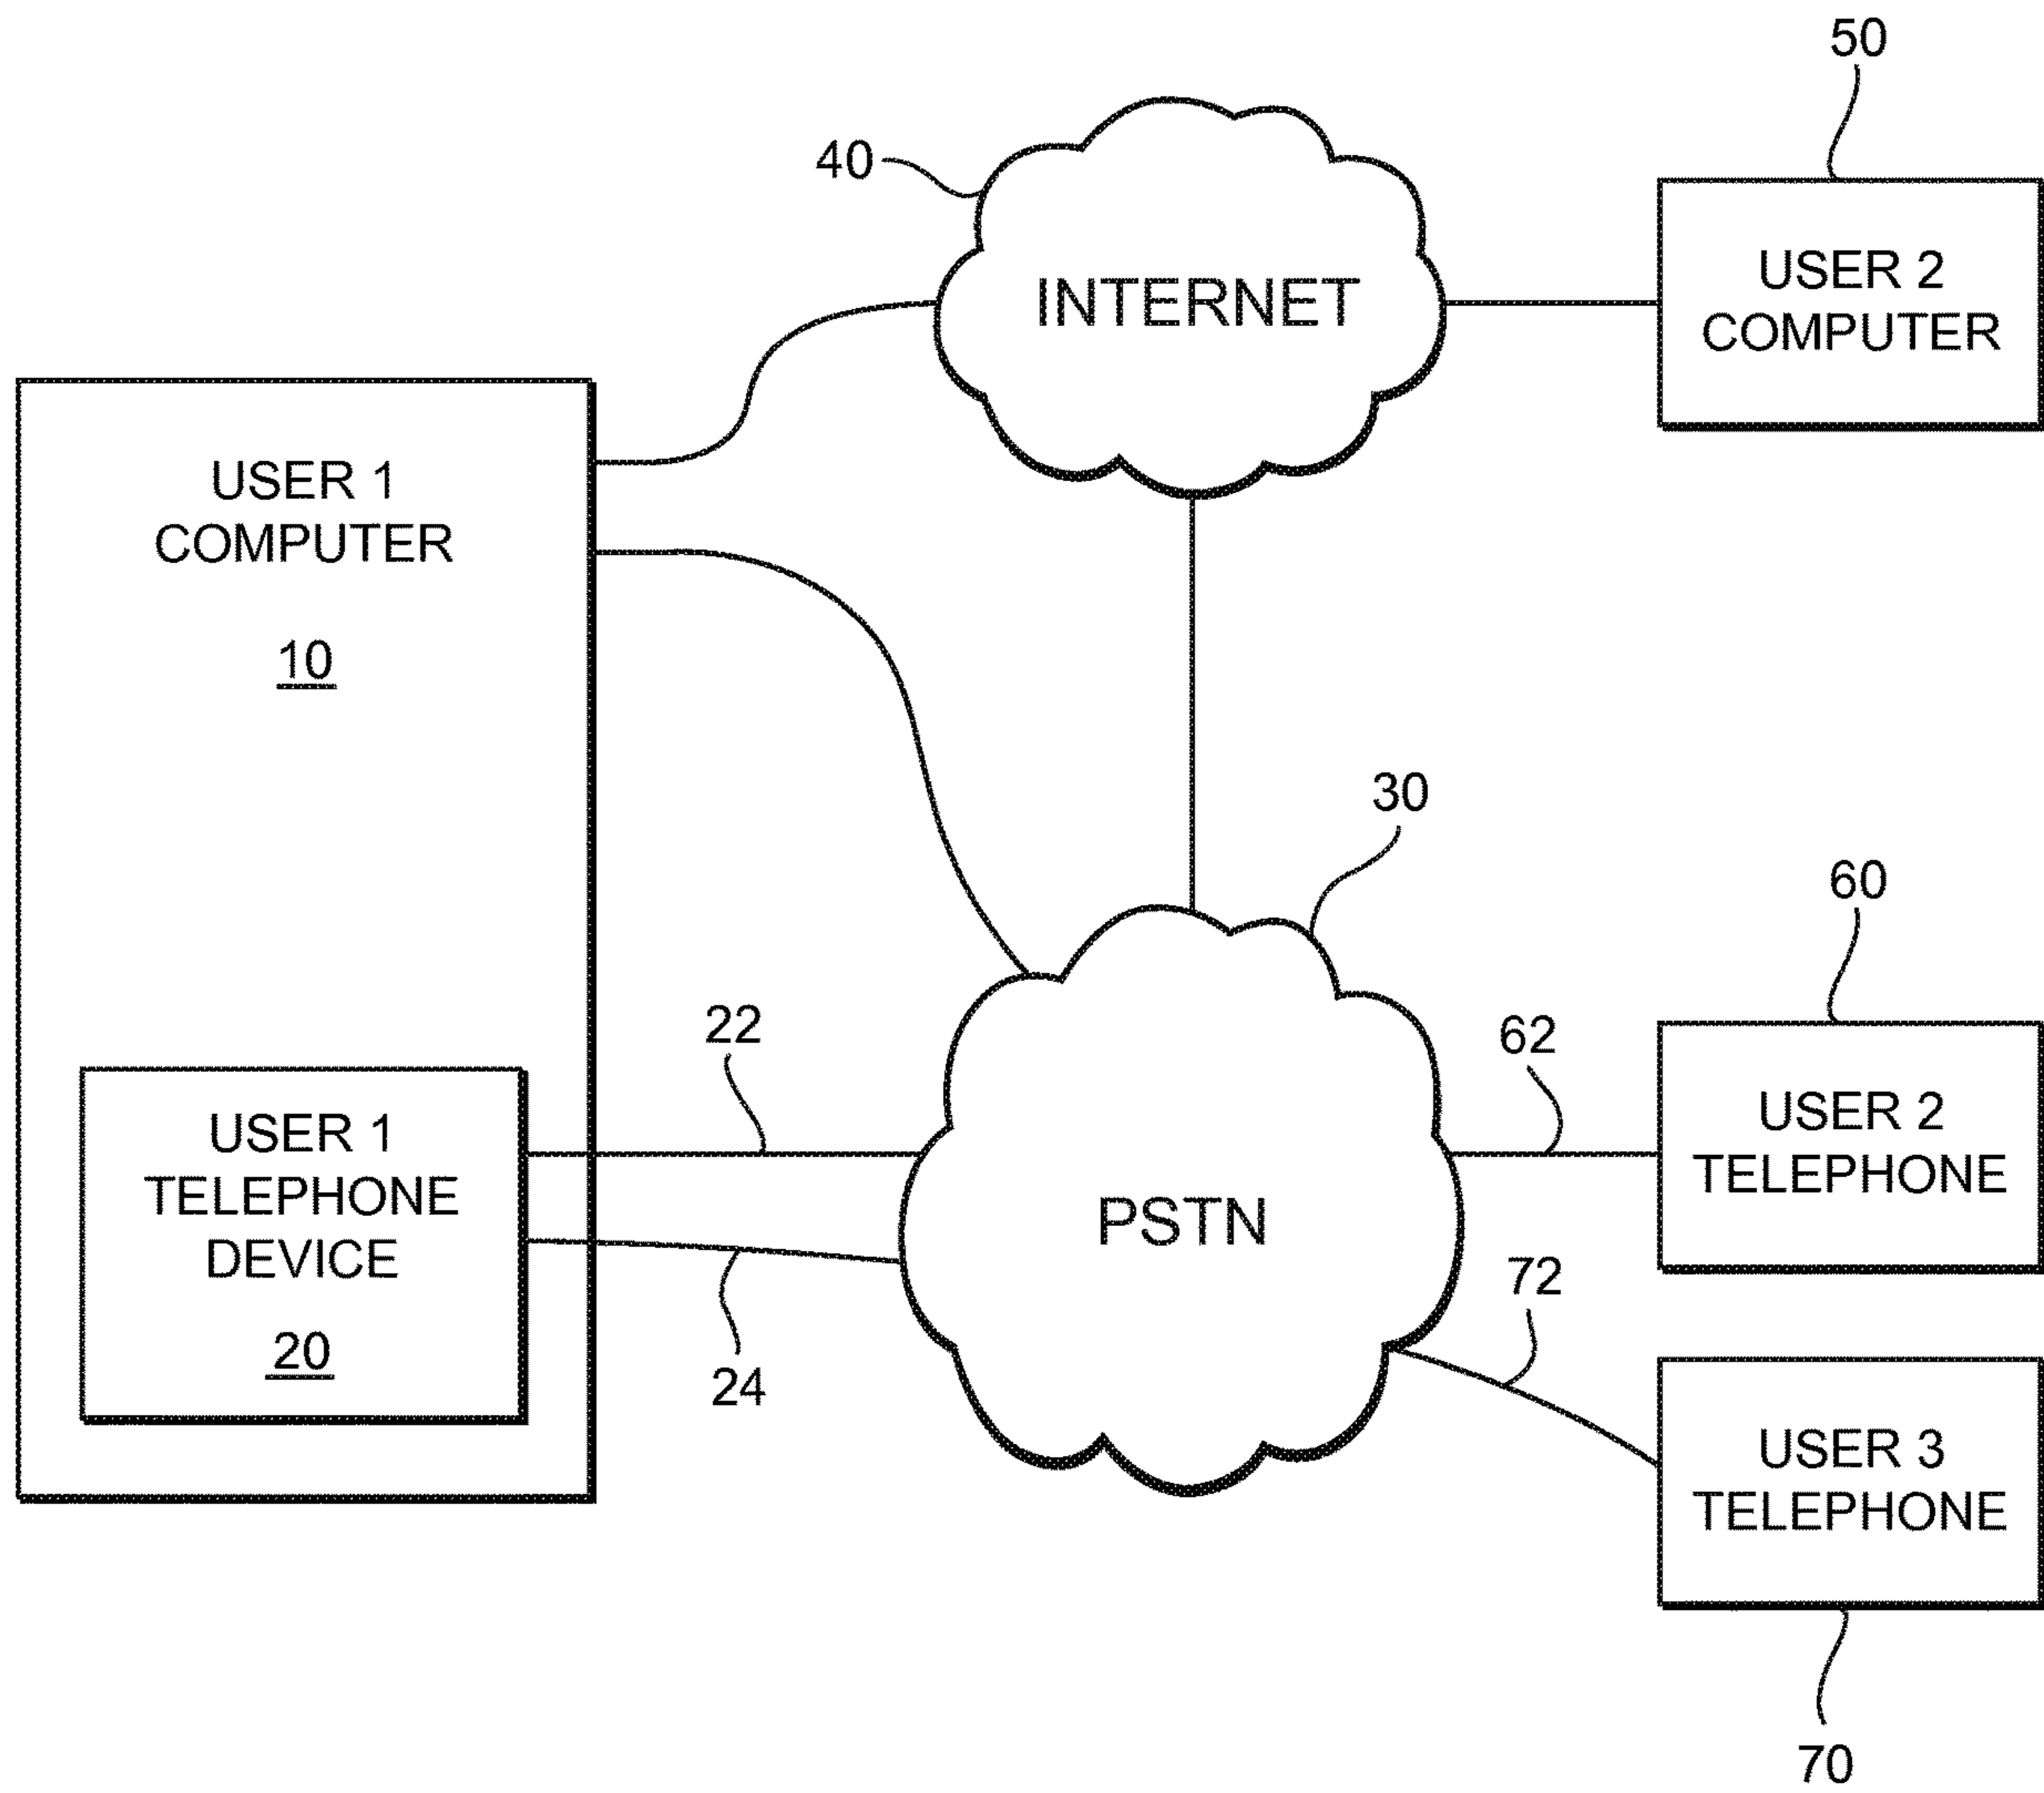 50
40
USER 2
COMPUTER
INTERNET
USER 1
COMPUTER
10
30
60
22
62
USER 2
TELEPHONE
USER 1
TELEPHONE
DEVICE
20
PSTN
72
24
USER 3
TELEPHONE
70